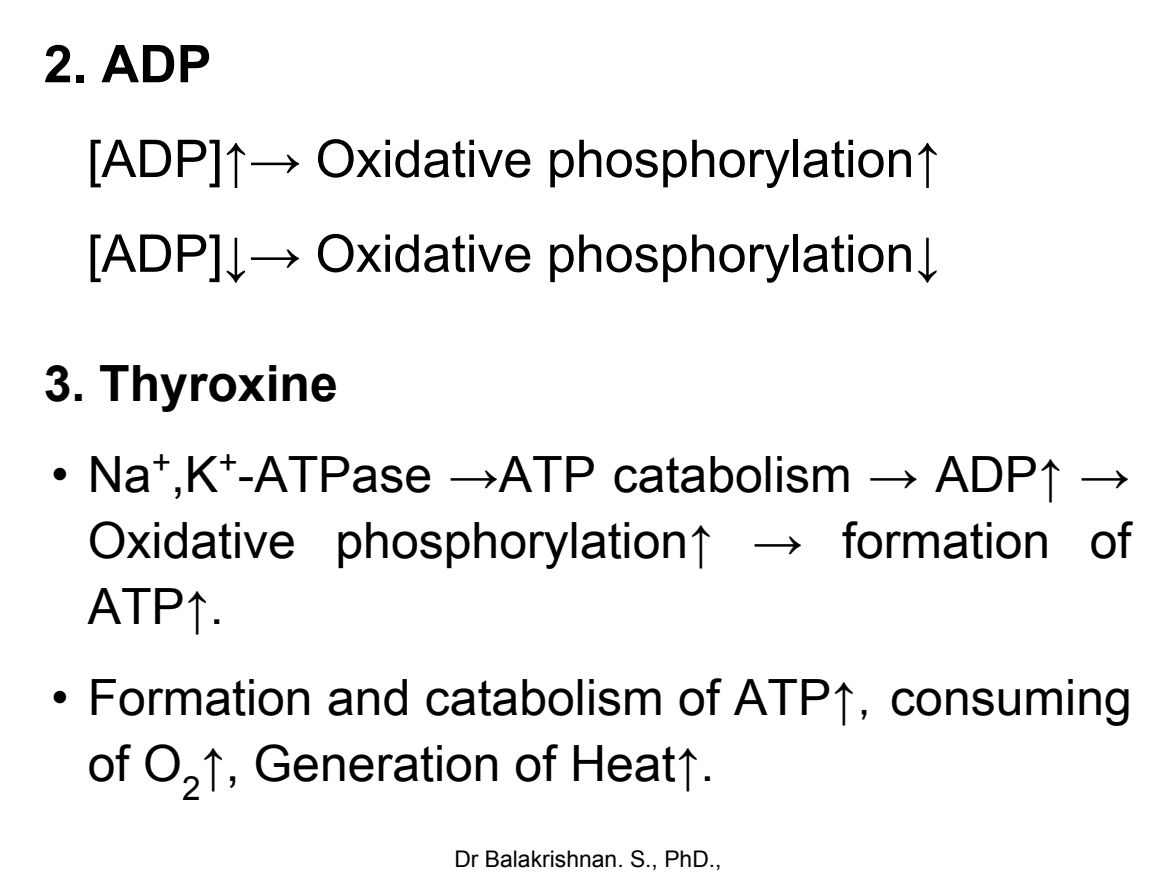 2. ADP
[ADP]↑→ Oxidative phosphorylation↑
[ADP]↓→ Oxidative phosphorylation↓
3. Thyroxine
• Na⁺,K⁺-ATPase →ATP catabolism → ADP↑ →
Oxidative phosphorylation↑ → formation of
ATP↑.
• Formation and catabolism of ATP↑, consuming
of O₂↑, Generation of Heat↑.
Dr Balakrishnan. S., PhD.,